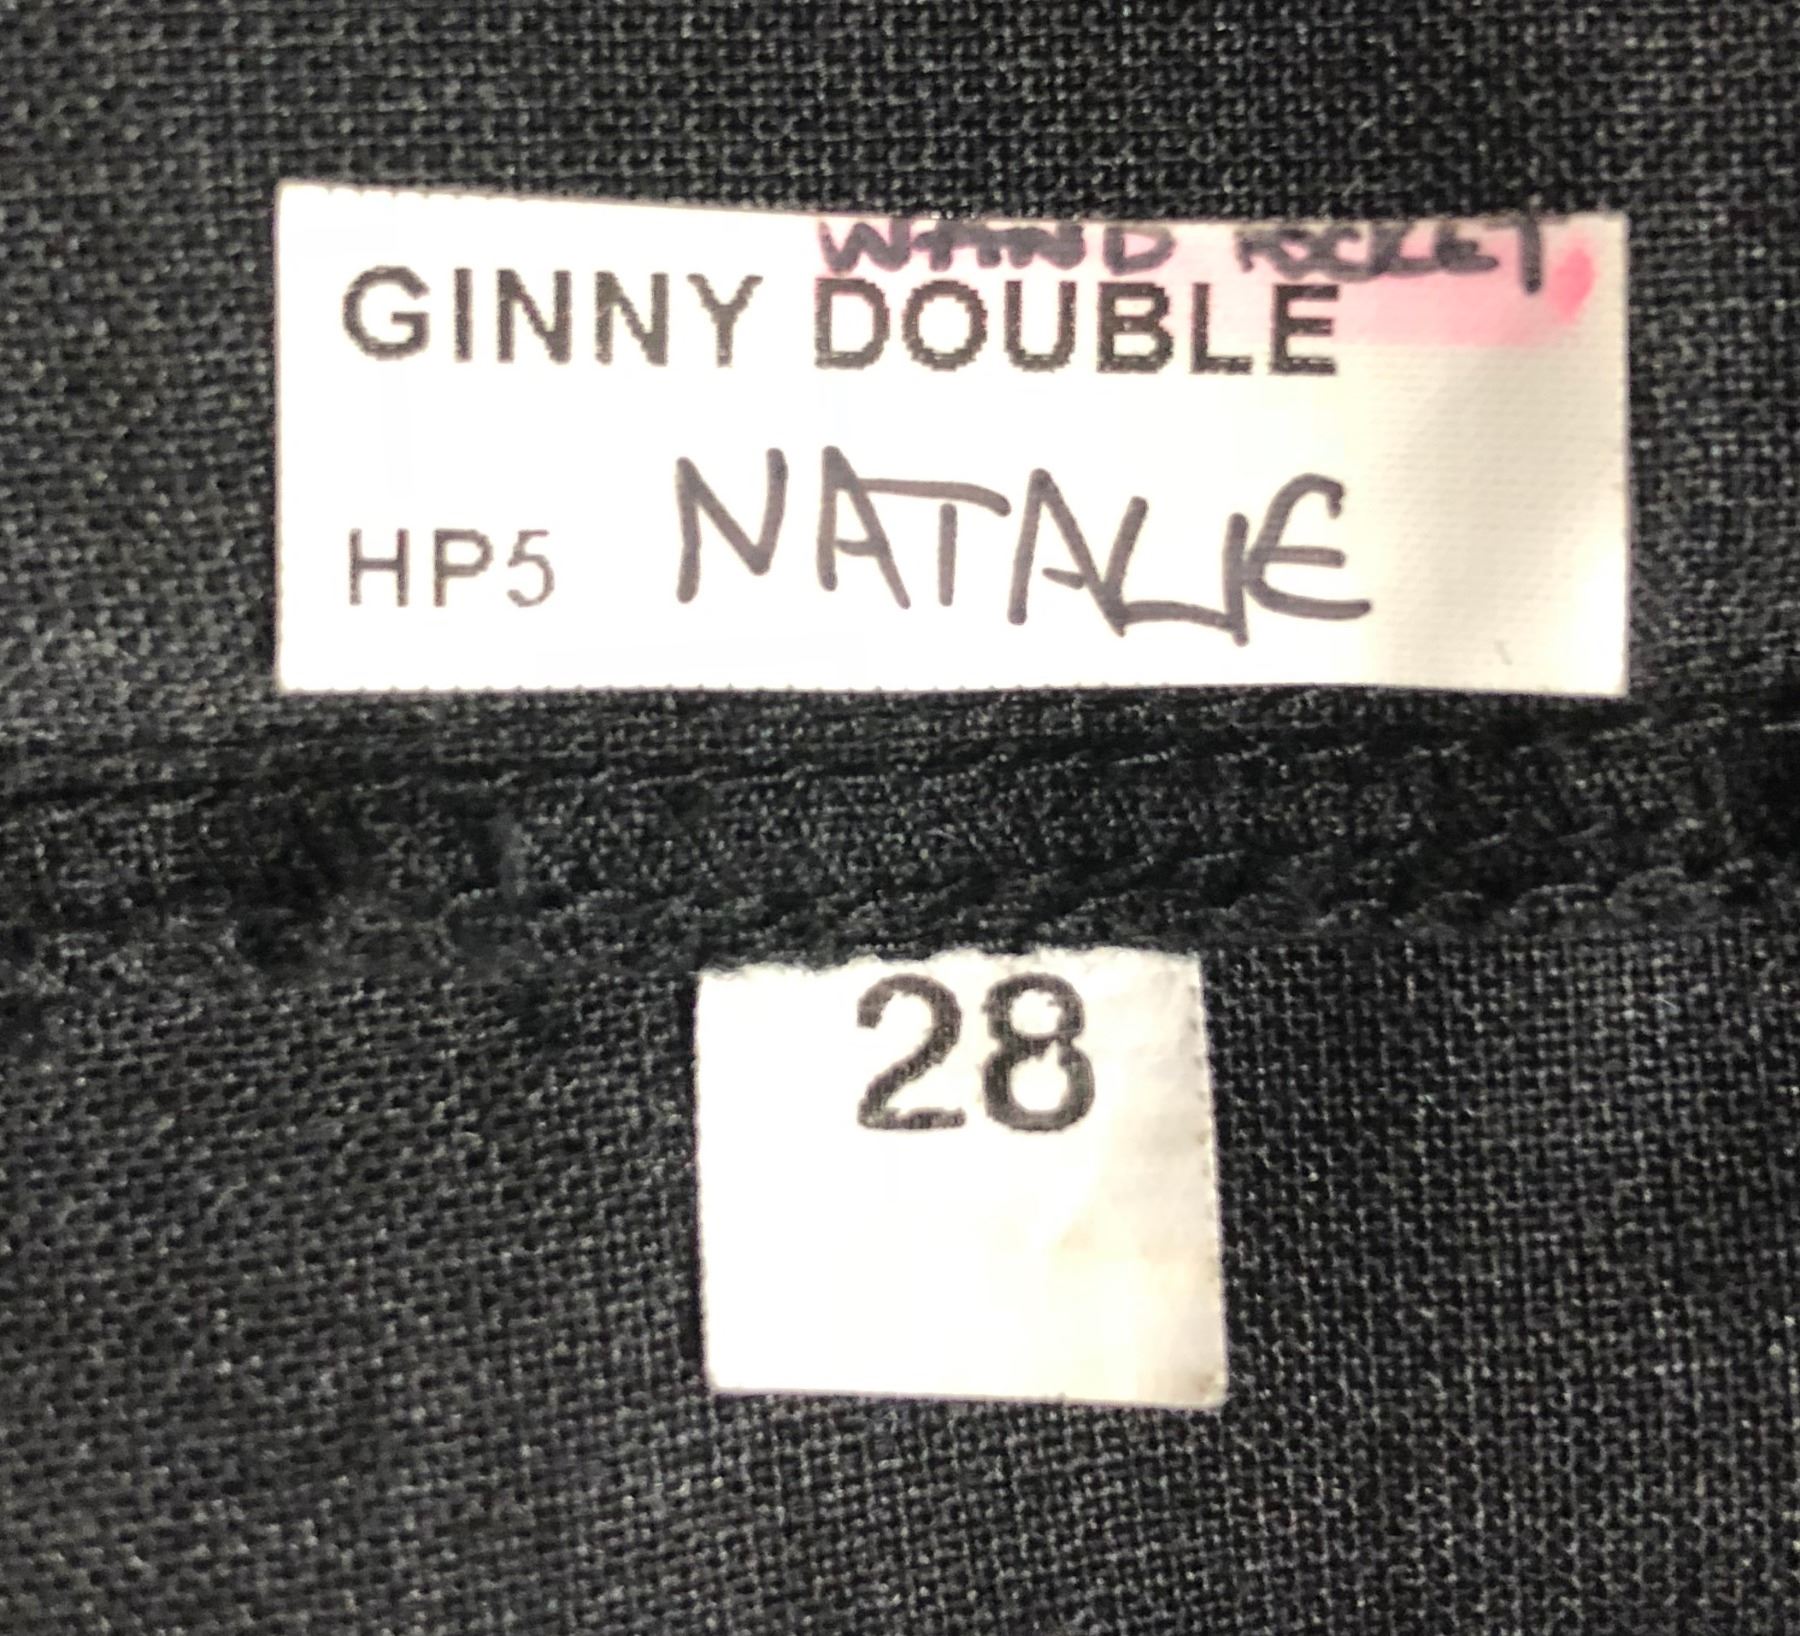 WAND POCKET
GINNY DOUBLE
HP5 NATALIE
28